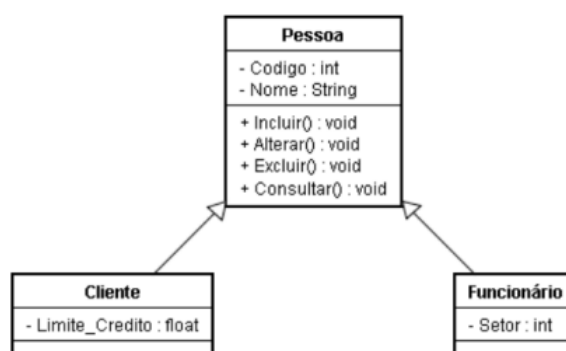 Pessoa
- Codigo : int
- Nome : String
+ Incluir() : void
+ Alterar() : void
+ Excluir() : void
+ Consultar() : void
Cliente
- Limite_Credito : float
Funcionário
- Setor : int